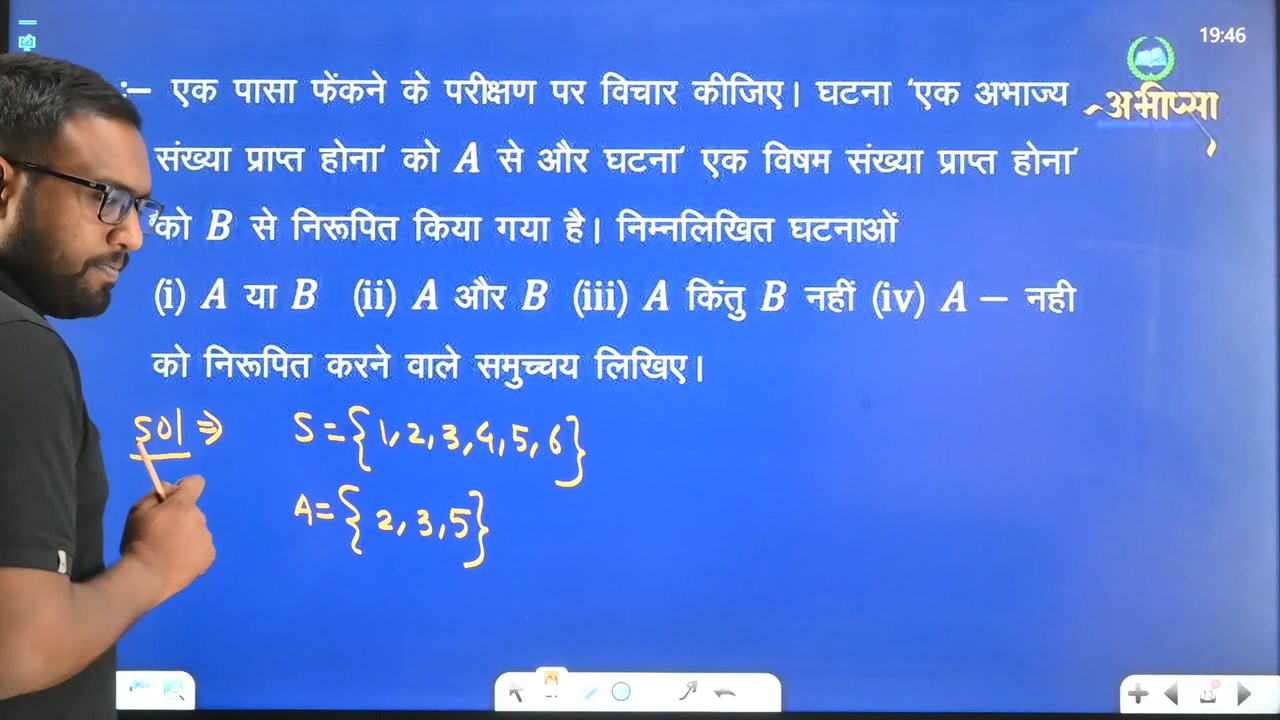 19:46
अभीप्सा
:– एक पासा फेंकने के परीक्षण पर विचार कीजिए। घटना ‘एक अभाज्य
संख्या प्राप्त होना’ को A से और घटना’ एक विषम संख्या प्राप्त होना’
को B से निरूपित किया गया है। निम्नलिखित घटनाओं
(i) A या B (ii) A और B (iii) A किंतु B नहीं (iv) A – नही
को निरूपित करने वाले समुच्चय लिखिए।
Sol ⇒ S = {1, 2, 3, 4, 5, 6}
A = {2, 3, 5}
13